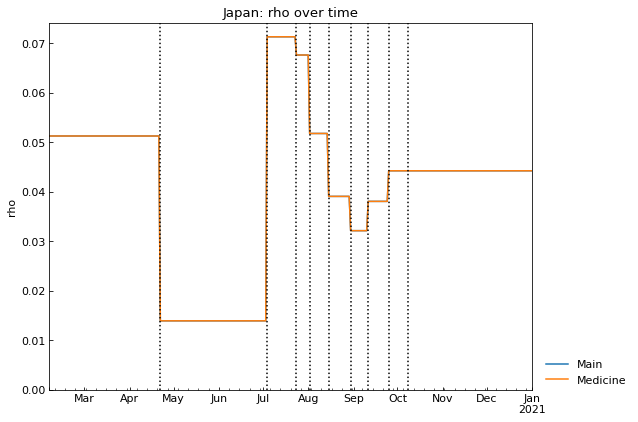 Japan: rho over time
0.07
0.06
0.05
0.04
0.03
0.02
0.01
0.00
rho
Mar Apr May Jun Jul Aug Sep Oct Nov Dec Jan
2021
Main
Medicine